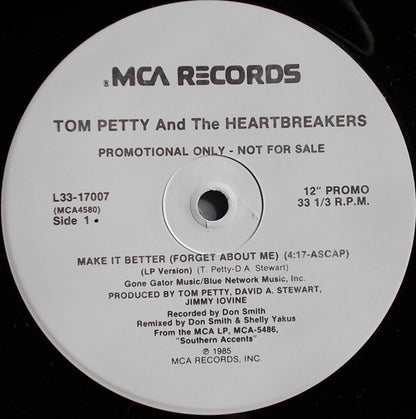 ® MCA RECORDS
TOM PETTY And The HEARTBREAKERS
PROMOTIONAL ONLY - NOT FOR SALE
L33-17007
(MCA4580)
Side 1 •
12" PROMO
33 1/3 R.P.M.
MAKE IT BETTER (FORGET ABOUT ME) (4:17-ASCAP)
(LP Version) (T. Petty-D A. Stewart)
Gone Gator Music/Blue Network Music, Inc.
PRODUCED BY TOM PETTY, DAVID A. STEWART,
JIMMY IOVINE
Recorded by Don Smith
Remixed by Don Smith & Shelly Yakus
From the MCA LP, MCA-5486,
"Southern Accents"
℗ 1985
MCA RECORDS, INC.